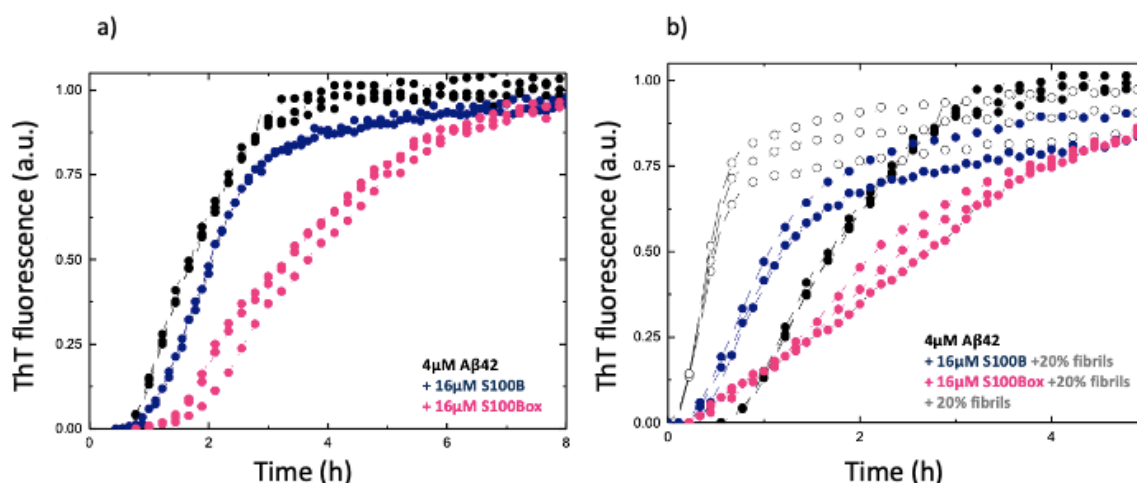 a)
ThT fluorescence (a.u.)
1.00
0.75
0.50
0.25
0.00
0
2
4
6
8
Time (h)
4µM Aβ42
+ 16µM S100B
+ 16µM S100Box
b)
ThT fluorescence (a.u.)
1.00
0.75
0.50
0.25
0.00
0
2
4
Time (h)
4µM Aβ42
+ 16µM S100B +20% fibrils
+ 16µM S100Box +20% fibrils
+ 20% fibrils